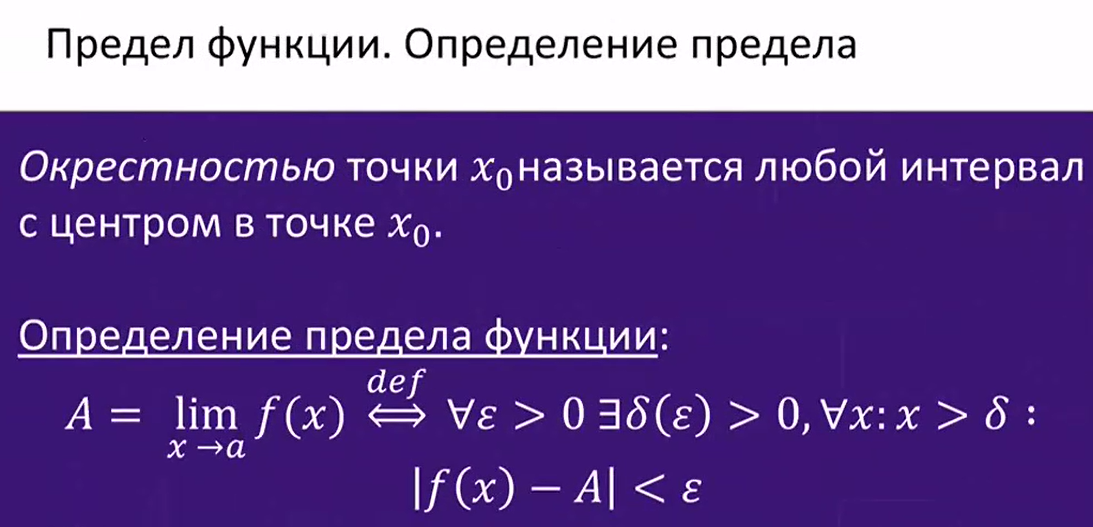 Предел функции. Определение предела
Окрестностью точки x₀ называется любой интервал
с центром в точке x₀.
Определение предела функции:
A = lim x→a f(x) def ⟺ ∀ε > 0 ∃δ(ε) > 0, ∀x: x > δ :
|f(x) − A| < ε